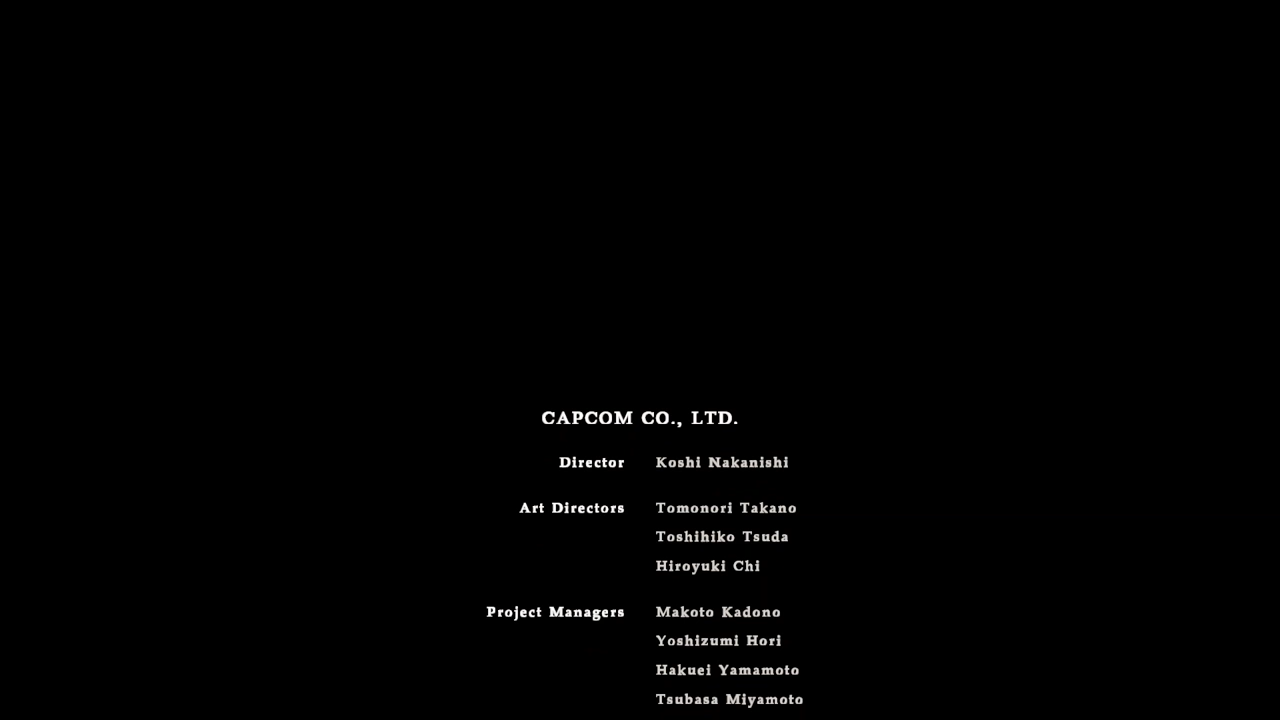 CAPCOM CO., LTD.
Director Koshi Nakanishi
Art Directors Tomonori Takano
Toshihiko Tsuda
Hiroyuki Chi
Project Managers Makoto Kadono
Yoshizumi Hori
Hakuei Yamamoto
Tsubasa Miyamoto